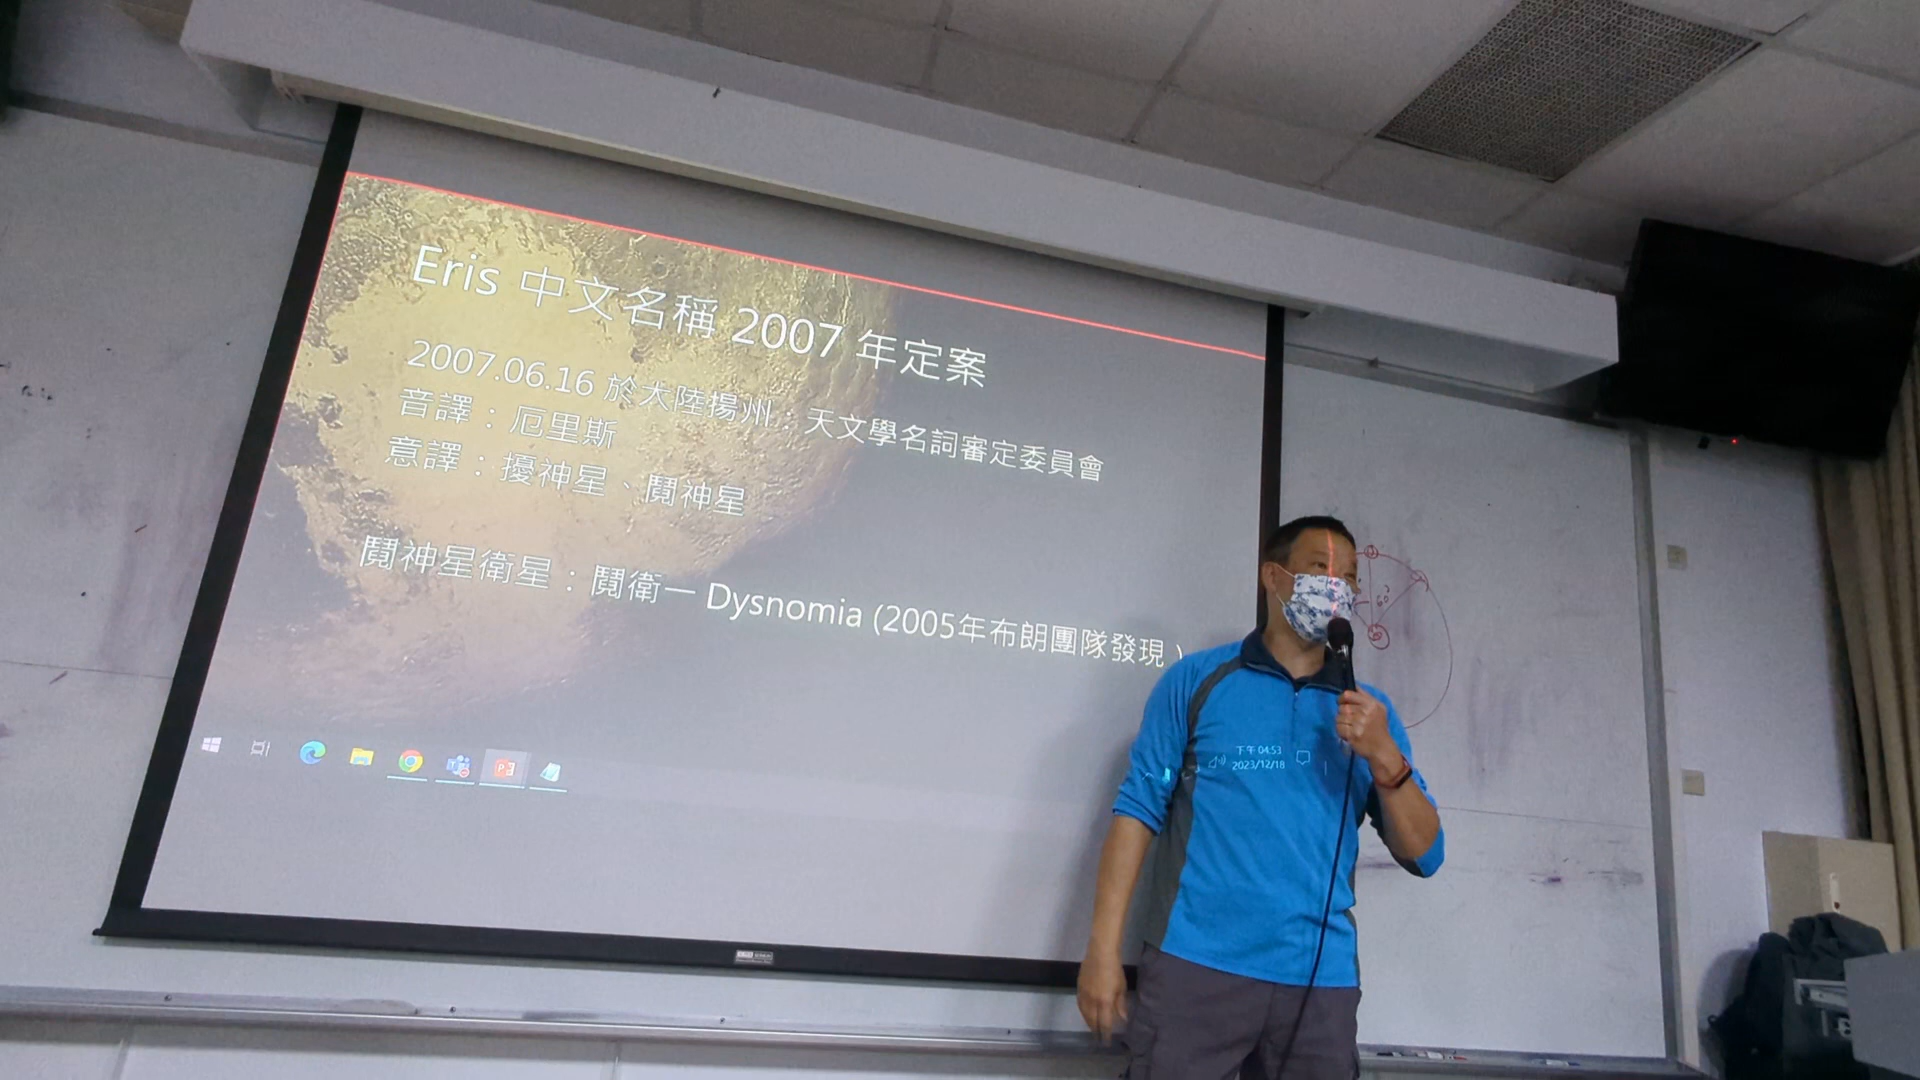 Eris 中文名稱 2007 年定案
2007.06.16 於大陸揚州　天文學名詞審定委員會
音譯：厄里斯
意譯：擾神星、鬩神星
鬩神星衛星：鬩衛一 Dysnomia (2005年布朗團隊發現)
下午 04:53
2023/12/18
60°